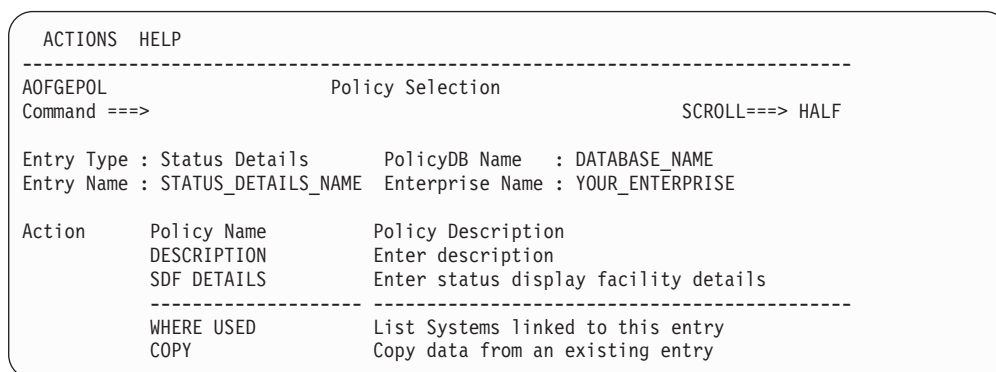 ACTIONS HELP
------------------------------------------------------------------------------
AOFGEPOL Policy Selection
Command ===> SCROLL===> HALF
Entry Type : Status Details PolicyDB Name : DATABASE_NAME
Entry Name : STATUS_DETAILS_NAME Enterprise Name : YOUR_ENTERPRISE
Action Policy Name Policy Description
DESCRIPTION Enter description
SDF DETAILS Enter status display facility details
-------------------- ---------------------------------------------
WHERE USED List Systems linked to this entry
COPY Copy data from an existing entry